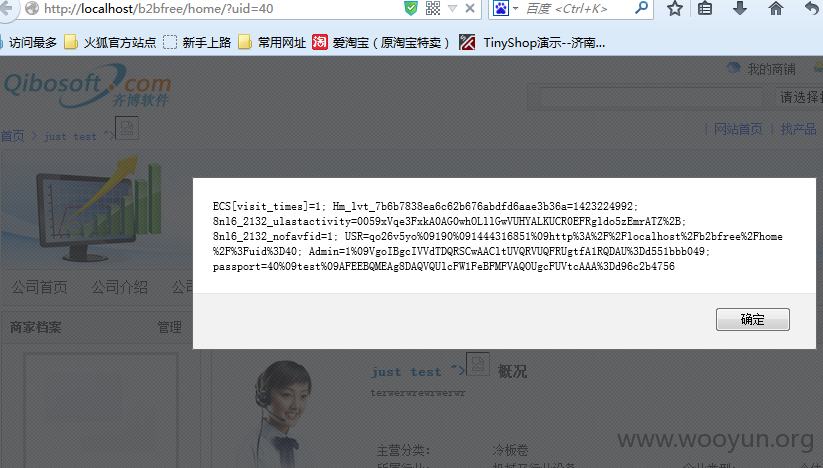 http://localhost/b2bfree/home/?uid=40
百度 <Ctrl+K>
访问最多 火狐官方站点 新手上路 常用网址 爱淘宝（原淘宝特卖） TinyShop演示--济南...
Qibosoft.com
齐博软件
我的商铺
请选择
首页 > just test ">
网站首页 | 找产品
ECS[visit_times]=1; Hm_lvt_7b6b7838ea6c62b676abdfd6aae3b36a=1423224992;
8nl6_2132_ulastactivity=0059xVqe3FxkA0AG0whOLllGwVUHYALKUCR0EFRgldo5zEmrATZ%2B;
8nl6_2132_nofavfid=1; USR=qo26v5yo%09190%091444316851%09http%3A%2F%2Flocalhost%2Fb2bfree%2Fhome
%2F%3Fuid%3D40; Admin=1%09VgoIBgcIVVdTDQRSCwAACltUVQRVUQFRUgtfA1RQDAU%3Dd551bbb049;
passport=40%09test%09AFEEBQMEAg8DAQVQUlcFW1FeBFMFVAQOUgcFUVtcAAA%3Dd96c2b4756
确定
公司首页 公司介绍
商家档案 管理
just test "> 概况
terwerwrewrwerwr
主营分类： 冷板卷
www.wooyun.org